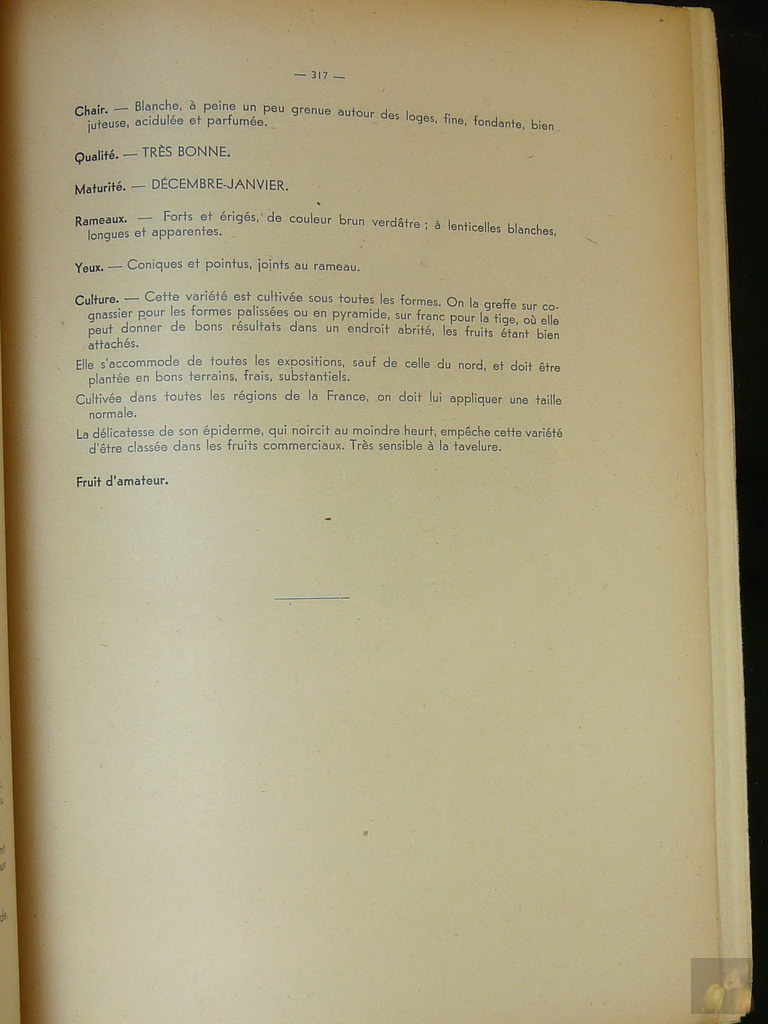 — 317 —
Chair. — Blanche, à peine un peu grenue autour des loges, fine, fondante, bien
juteuse, acidulée et parfumée.
Qualité. — TRÈS BONNE.
Maturité. — DÉCEMBRE-JANVIER.
Rameaux. — Forts et érigés, de couleur brun verdâtre ; à lenticelles blanches,
longues et apparentes.
Yeux. — Coniques et pointus, joints au rameau.
Culture. — Cette variété est cultivée sous toutes les formes. On la greffe sur co-
gnassier pour les formes palissées ou en pyramide, sur franc pour la tige, où elle
peut donner de bons résultats dans un endroit abrité, les fruits étant bien
attachés.
Elle s'accommode de toutes les expositions, sauf de celle du nord, et doit être
plantée en bons terrains, frais, substantiels.
Cultivée dans toutes les régions de la France, on doit lui appliquer une taille
normale.
La délicatesse de son épiderme, qui noircit au moindre heurt, empêche cette variété
d'être classée dans les fruits commerciaux. Très sensible à la tavelure.
Fruit d'amateur.